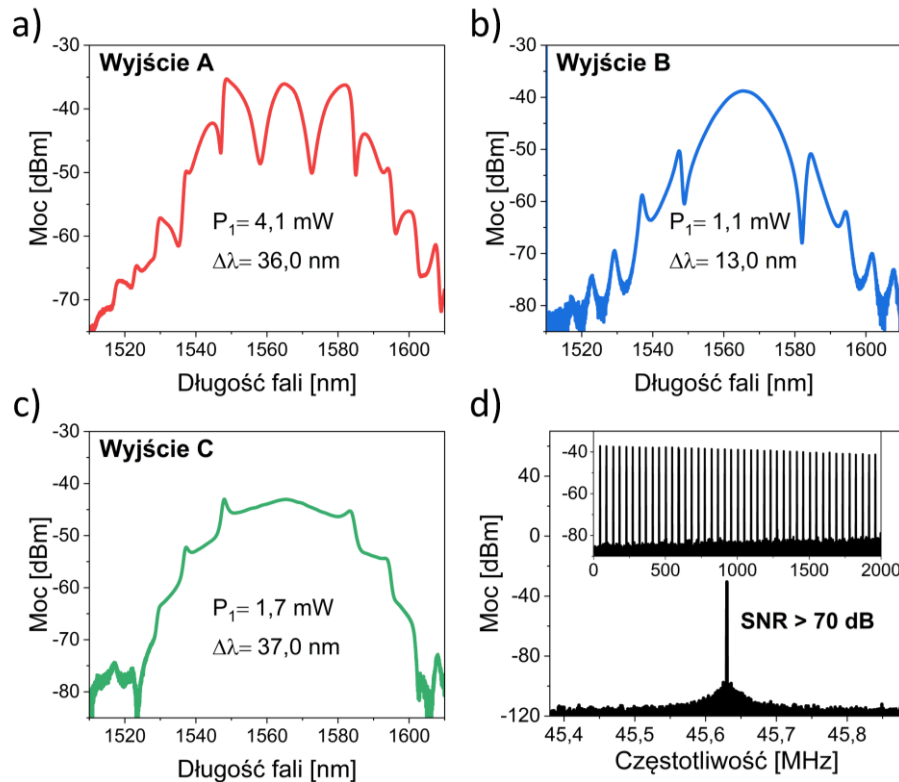 a)
Wyjście A
Moc [dBm]
-30
-40
-50
-60
-70
P₁= 4,1 mW
Δλ= 36,0 nm
1520 1540 1560 1580 1600
Długość fali [nm]
b)
Wyjście B
Moc [dBm]
-30
-40
-50
-60
-70
-80
P₁= 1,1 mW
Δλ= 13,0 nm
1520 1540 1560 1580 1600
Długość fali [nm]
c)
Wyjście C
Moc [dBm]
-30
-40
-50
-60
-70
-80
P₁= 1,7 mW
Δλ= 37,0 nm
1520 1540 1560 1580 1600
Długość fali [nm]
d)
Moc [dBm]
40
0
-40
-80
-120
-40
-60
-80
0 500 1000 1500 2000
SNR > 70 dB
45,4 45,5 45,6 45,7 45,8
Częstotliwość [MHz]